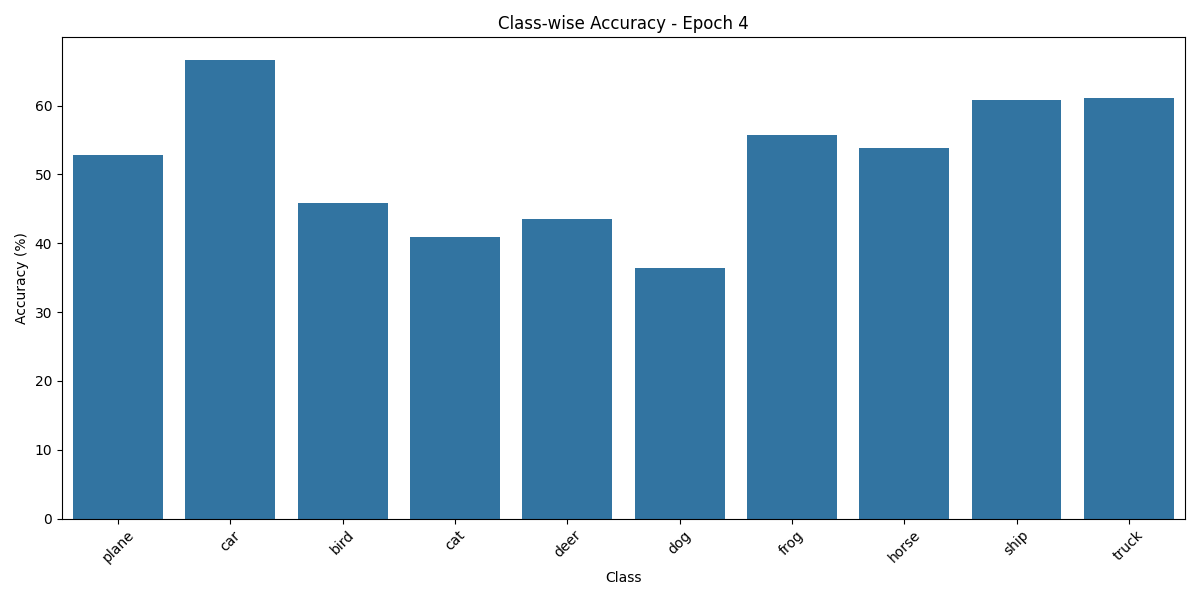 Class-wise Accuracy - Epoch 4
Accuracy (%)
60
50
40
30
20
10
0
plane
car
bird
cat
deer
dog
frog
horse
ship
truck
Class